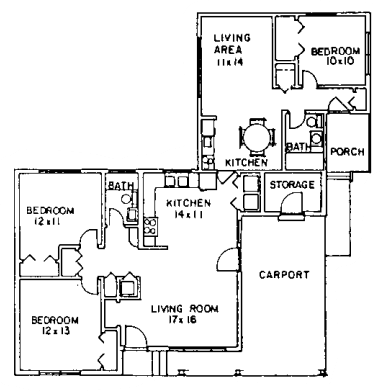 LIVING
AREA
11x14
BEDROOM
10x10
BATH
PORCH
KITCHEN
BATH
STORAGE
KITCHEN
14x11
BEDROOM
12x11
CARPORT
LIVING ROOM
17x16
BEDROOM
12x13